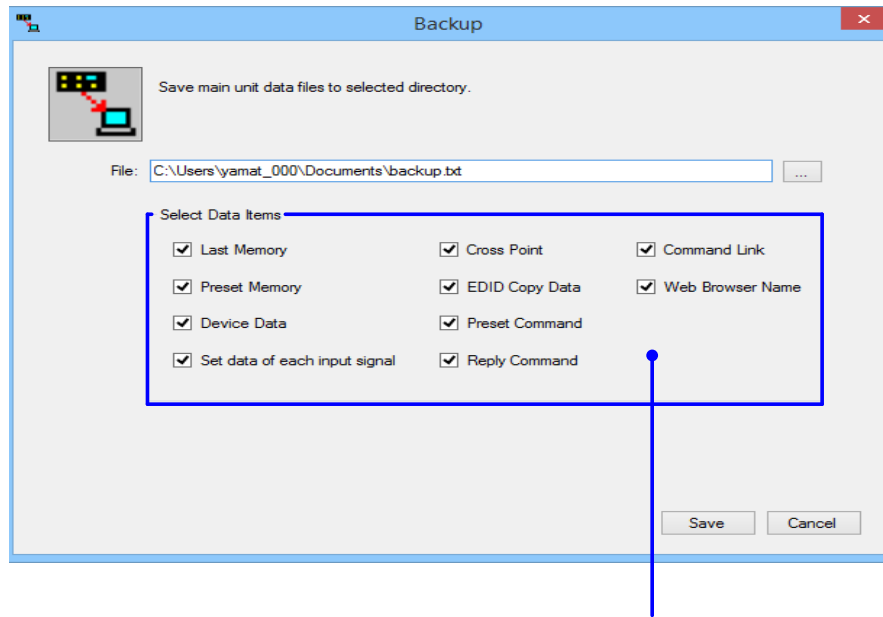 Backup
Save main unit data files to selected directory.
File: C:\Users\yamat_000\Documents\backup.txt ...
Select Data Items
Last Memory Cross Point Command Link
Preset Memory EDID Copy Data Web Browser Name
Device Data Preset Command
Set data of each input signal Reply Command
Save Cancel